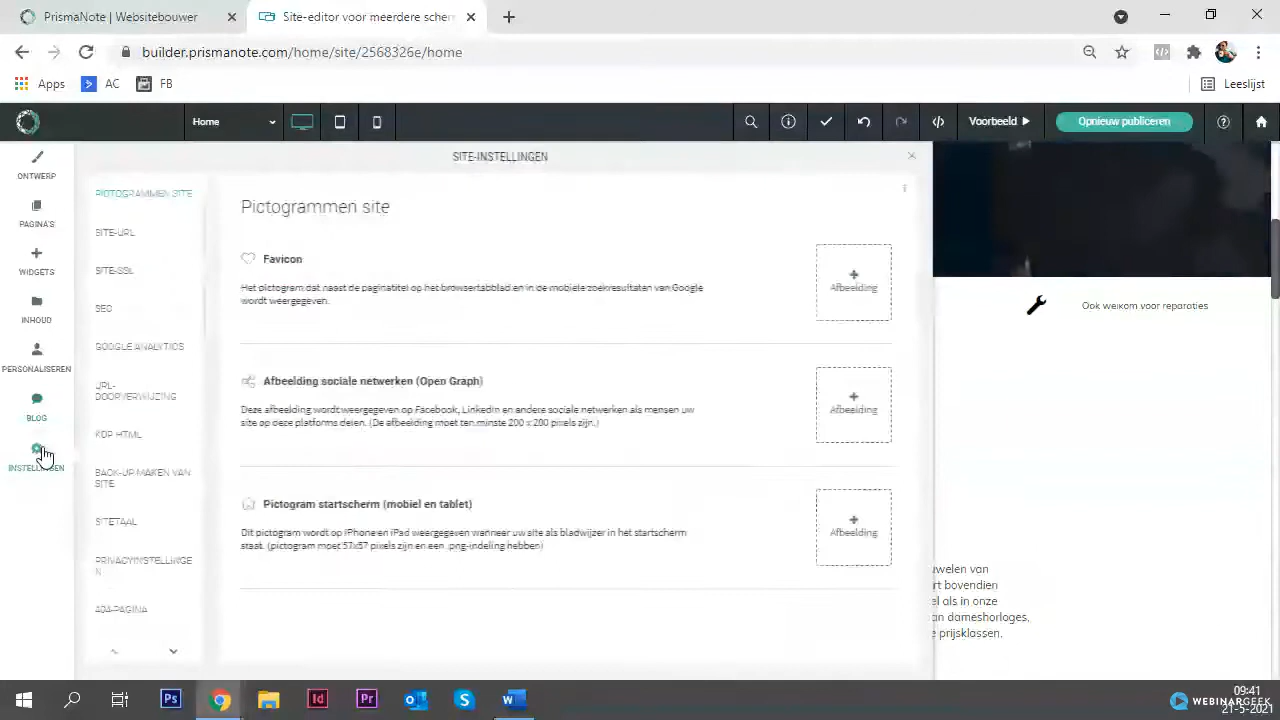 PrismaNote | Websitebouwer
Site-editor voor meerdere scher
builder.prismanote.com/home/site/2568326e/home
Apps
AC
FB
Leeslijst
Home
Voorbeeld
Opnieuw publiceren
ONTWERP
PAGINA'S
WIDGETS
INHOUD
PERSONALISEREN
BLOG
INSTELLINGEN
SITE-INSTELLINGEN
PICTOGRAMMEN SITE
SITE-URL
SITE-SSL
SEO
GOOGLE ANALYTICS
URL-
DOORVERWIJZING
KOP HTML
BACK-UP MAKEN VAN
SITE
SITETAAL
PRIVACYINSTELLINGE
N
ADA-PAGINA
Pictogrammen site
Favicon
Het pictogram dat naast de paginatitel op het browsertabblad en in de mobiele zoekresultaten van Google
wordt weergegeven.
Afbeelding
Afbeelding sociale netwerken (Open Graph)
Deze afbeelding wordt weergegeven op Facebook, LinkedIn en andere sociale netwerken als mensen uw
site op deze platforms delen. (De afbeelding moet ten minste 200 x 200 pixels zijn.)
Afbeelding
Pictogram startscherm (mobiel en tablet)
Dit pictogram wordt op iPhone en iPad weergegeven wanneer uw site als bladwijzer in het startscherm
staat. (pictogram moet 57x57 pixels zijn en een .png-indeling hebben)
Afbeelding
Ook welkom voor reparaties
uwelen van
rt bovendien
el als in onze
an dameshorloges,
e prijsklassen.
09:41
21-5-2021
WEBINARGEEK